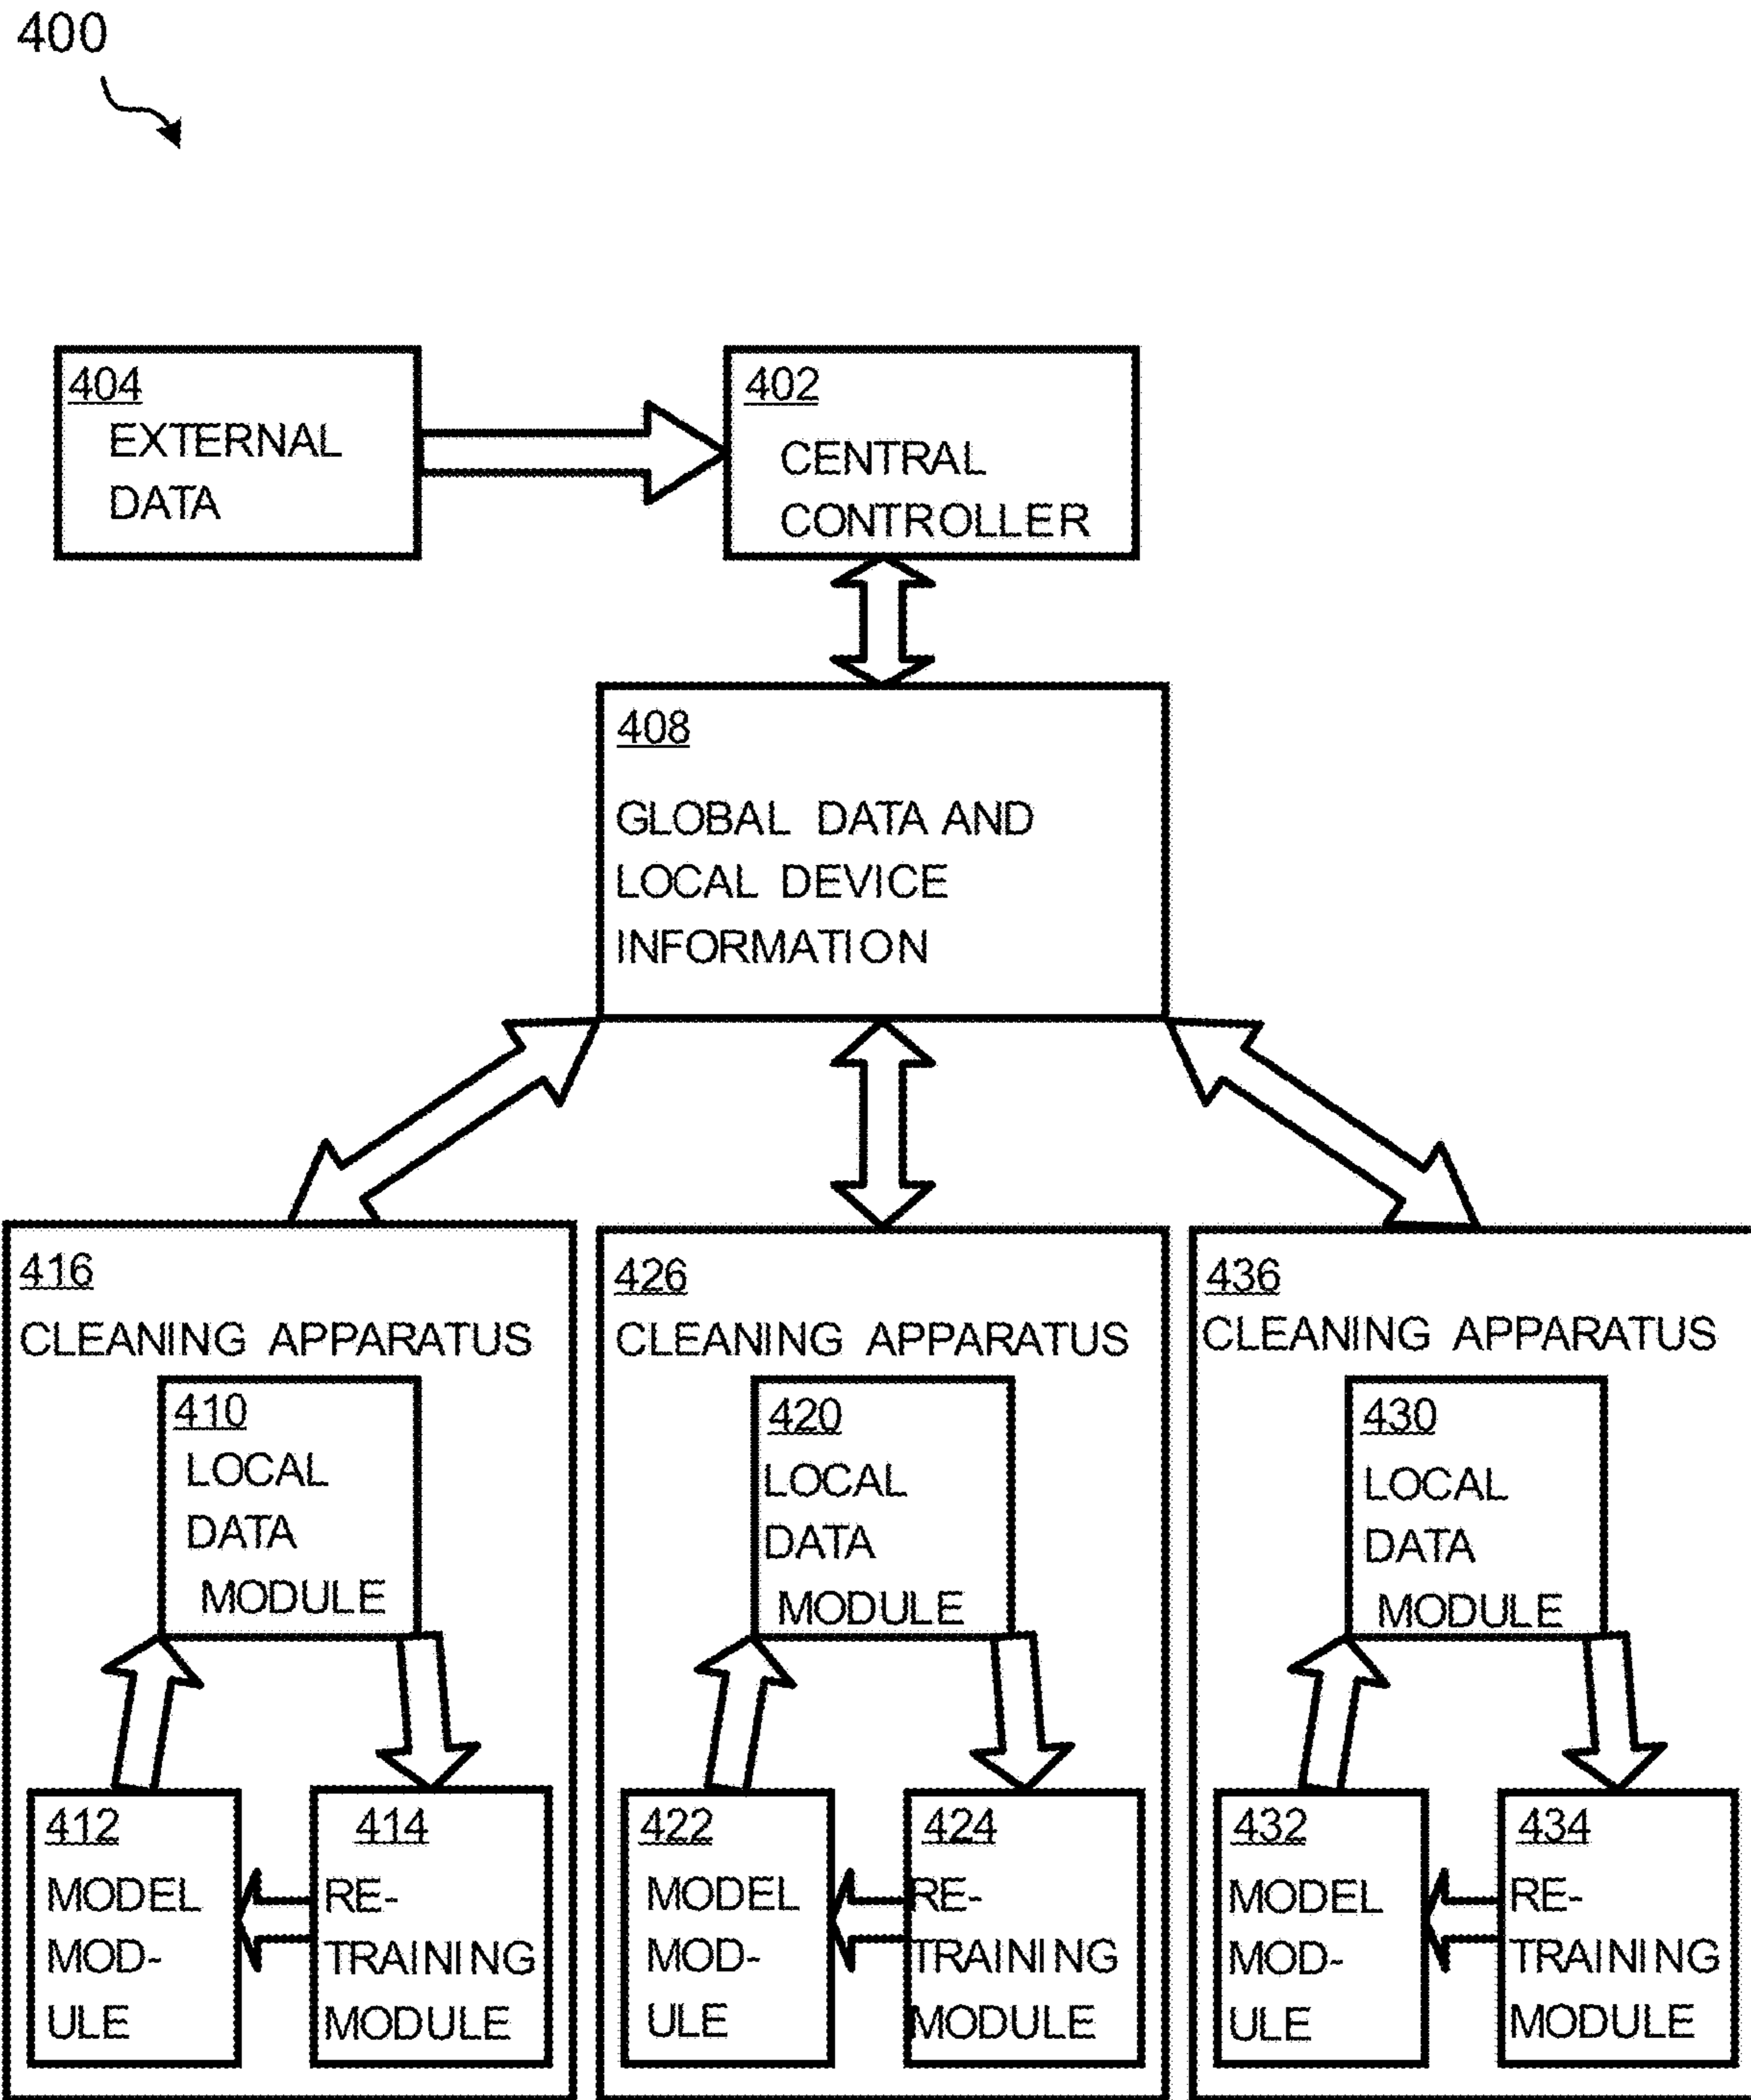 400
404
EXTERNAL
DATA
402
CENTRAL
CONTROLLER
408
GLOBAL DATA AND
LOCAL DEVICE
INFORMATION
416
CLEANING APPARATUS
410
LOCAL
DATA
MODULE
412
MODEL
MOD-
ULE
414
RE-
TRAINING
MODULE
426
CLEANING APPARATUS
420
LOCAL
DATA
MODULE
422
MODEL
MOD-
ULE
424
RE-
TRAINING
MODULE
436
CLEANING APPARATUS
430
LOCAL
DATA
MODULE
432
MODEL
MOD-
ULE
434
RE-
TRAINING
MODULE